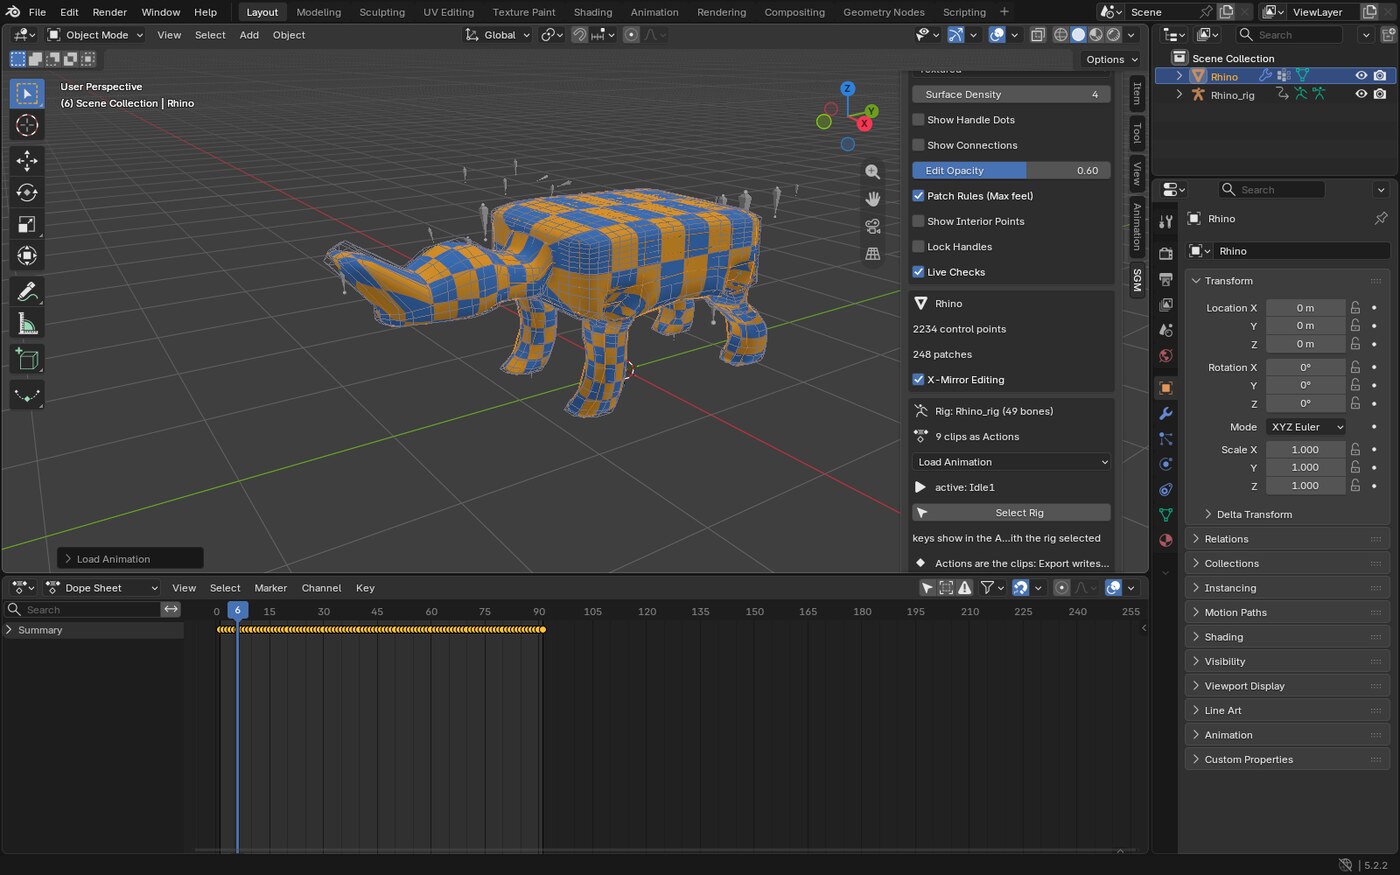 File Edit Render Window Help Layout Modeling Sculpting UV Editing Texture Paint Shading Animation Rendering Compositing Geometry Nodes Scripting + Scene ViewLayer
Object Mode View Select Add Object Global Search
Options
User Perspective
(6) Scene Collection | Rhino
Z
Y
X
Surface Density 4
Show Handle Dots
Show Connections
Edit Opacity 0.60
Patch Rules (Max feel)
Show Interior Points
Lock Handles
Live Checks
Rhino
2234 control points
248 patches
X-Mirror Editing
Rig: Rhino_rig (49 bones)
9 clips as Actions
Load Animation
active: Idle1
Select Rig
keys show in the A...ith the rig selected
Actions are the clips: Export writes...
Item
Tool
View
Animation
SGM
Load Animation
Scene Collection
Rhino
Rhino_rig
Search
Rhino
Rhino
Transform
Location X 0 m
Y 0 m
Z 0 m
Rotation X 0°
Y 0°
Z 0°
Mode XYZ Euler
Scale X 1.000
Y 1.000
Z 1.000
Delta Transform
Relations
Collections
Instancing
Motion Paths
Shading
Visibility
Viewport Display
Line Art
Animation
Custom Properties
Dope Sheet View Select Marker Channel Key
Search 0 6 15 30 45 60 75 90 105 120 135 150 165 180 195 210 225 240 255
Summary
5.2.2